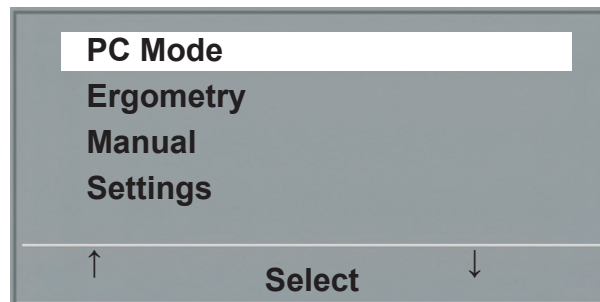 PC Mode
Ergometry
Manual
Settings
↑ Select ↓